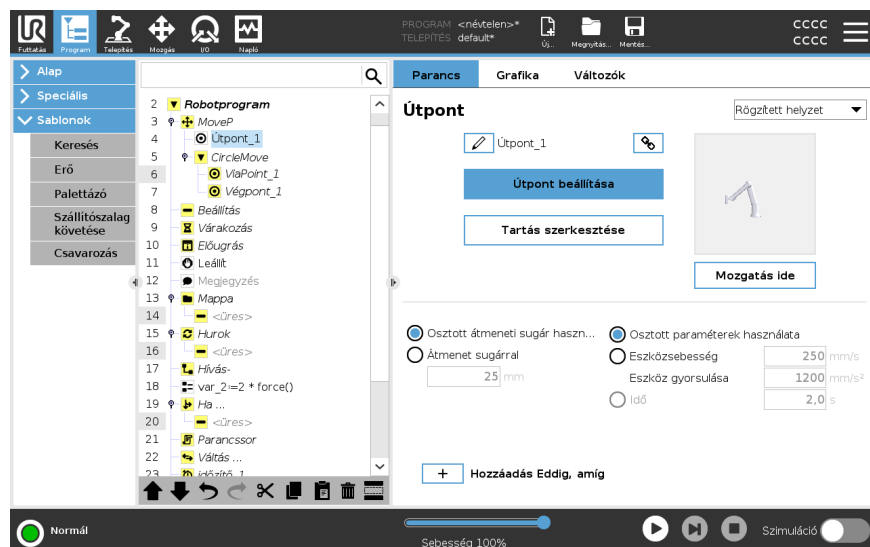 PROGRAM <névtelen>*
TELEPÍTÉS default*
CCCC
CCCC
Futtatás Program Telepítés Mozgás I/O Napló Új... Megnyitás... Mentés...
Alap
Speciális
Sablonok
Keresés
Erő
Palettázó
Szállítószalag
követése
Csavarozás
2 Robotprogram
3 MoveP
4 Útpont_1
5 CircleMove
6 ViaPoint_1
7 Végpont_1
8 Beállítás
9 Várakozás
10 Előugrás
11 Leállít
12 Megjegyzés
13 Mappa
14 <üres>
15 Hurok
16 <üres>
17 Hívás-
18 var_2≔2 * force()
19 Ha ...
20 <üres>
21 Parancssor
22 Váltás ...
23 időzítő_1
Parancs Grafika Változók
Útpont
Rögzített helyzet
Útpont_1
Útpont beállítása
Tartás szerkesztése
Mozgatás ide
Osztott átmeneti sugár haszn...
Átmenet sugárral
25 mm
Osztott paraméterek használata
Eszközsebesség 250 mm/s
Eszköz gyorsulása 1200 mm/s²
Idő 2,0 s
+ Hozzáadás Eddig, amíg
Normál
Sebesség 100%
Szimuláció